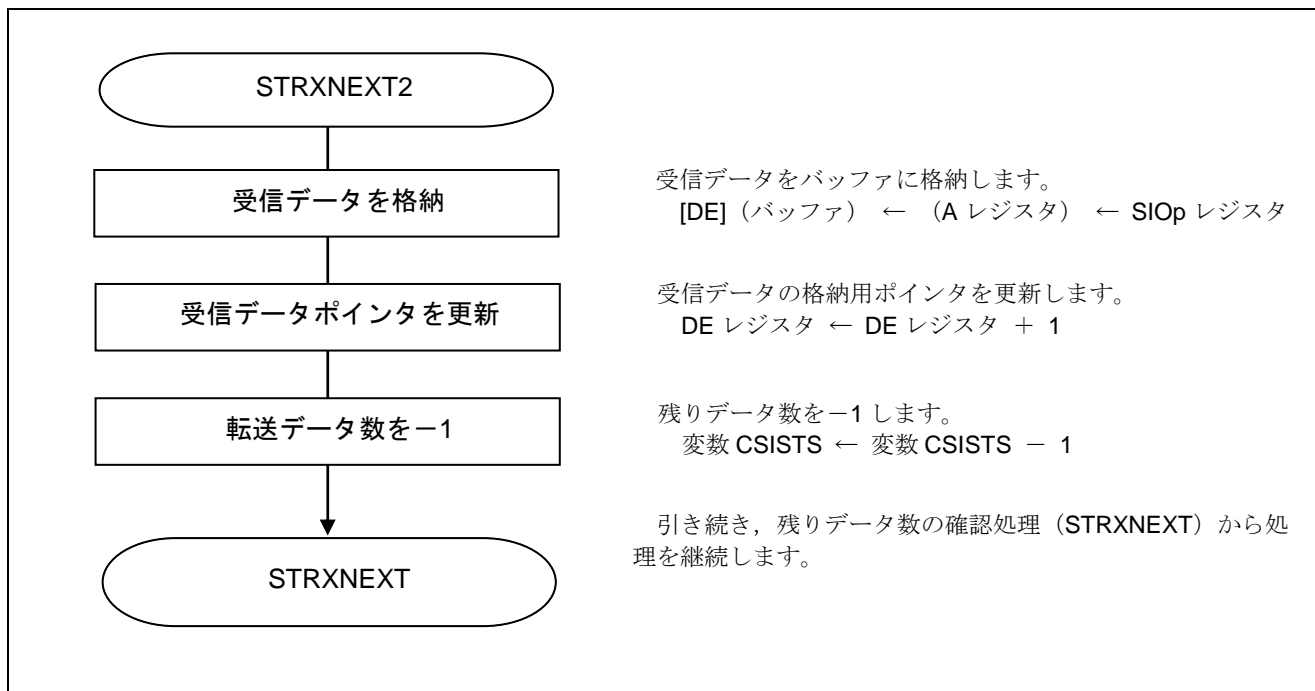 STRXNEXT2
受信データを格納
受信データをバッファに格納します。
[DE]（バッファ） ← （A レジスタ） ← SIOp レジスタ
受信データポインタを更新
受信データの格納用ポインタを更新します。
DE レジスタ ← DE レジスタ ＋ 1
転送データ数を－1
残りデータ数を－1 します。
変数 CSISTS ← 変数 CSISTS － 1
引き続き，残りデータ数の確認処理（STRXNEXT）から処
理を継続します。
STRXNEXT